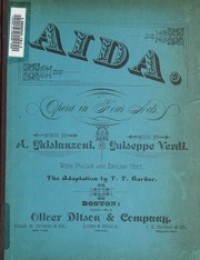 AIDA.
Opera in Four Acts.
A. Ghislanzoni. Guiseppe Verdi.
With Italian and English Text.
The Adaptation by T. T. Barker.
BOSTON:
Oliver Ditson & Company.